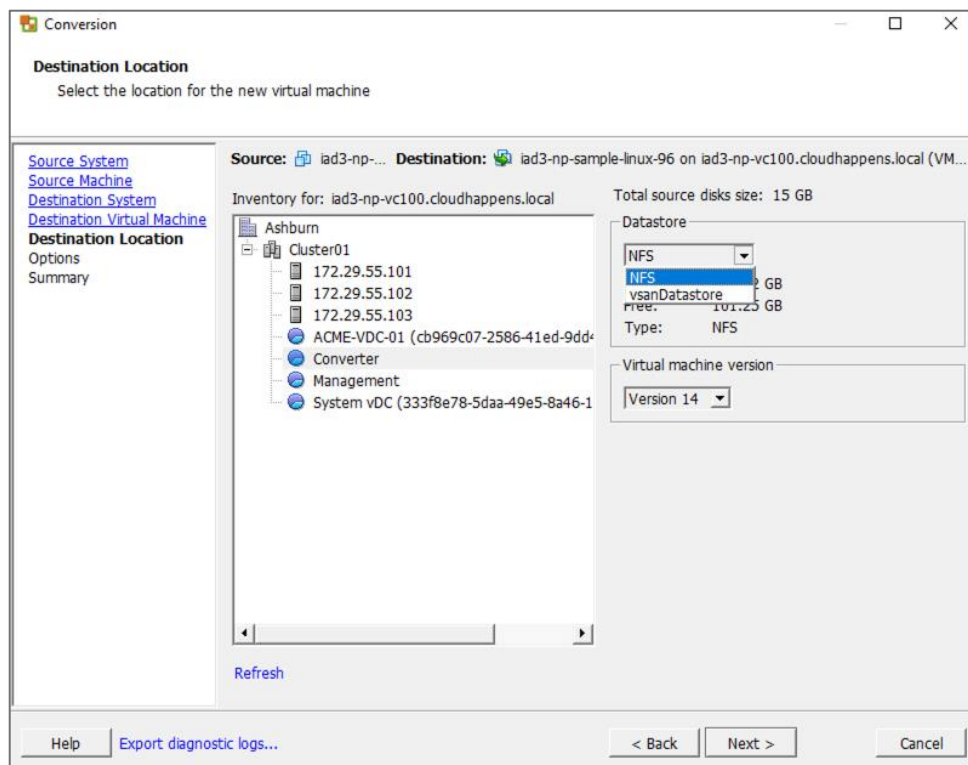 Conversion
Destination Location
Select the location for the new virtual machine
Source System
Source Machine
Destination System
Destination Virtual Machine
Destination Location
Options
Summary
Source: iad3-np-... Destination: iad3-np-sample-linux-96 on iad3-np-vc100.cloudhappens.local (VM...
Inventory for: iad3-np-vc100.cloudhappens.local
Ashburn
Cluster01
172.29.55.101
172.29.55.102
172.29.55.103
ACME-VDC-01 (cb969c07-2586-41ed-9dd4
Converter
Management
System vDC (333f8e78-5daa-49e5-8a46-1
Refresh
Total source disks size: 15 GB
Datastore
NFS
NFS
vsanDatastore
2 GB
Free: 101.25 GB
Type: NFS
Virtual machine version
Version 14
Help
Export diagnostic logs...
< Back
Next >
Cancel